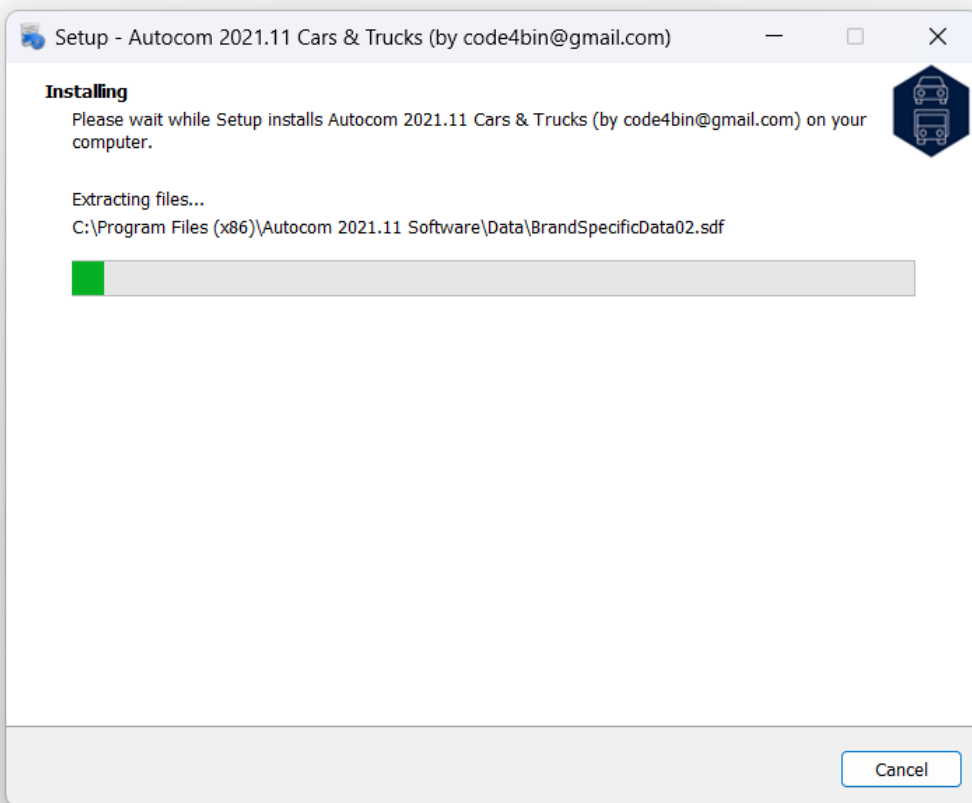 Setup - Autocom 2021.11 Cars & Trucks (by code4bin@gmail.com)
Installing
Please wait while Setup installs Autocom 2021.11 Cars & Trucks (by code4bin@gmail.com) on your
computer.
Extracting files...
C:\Program Files (x86)\Autocom 2021.11 Software\Data\BrandSpecificData02.sdf
Cancel